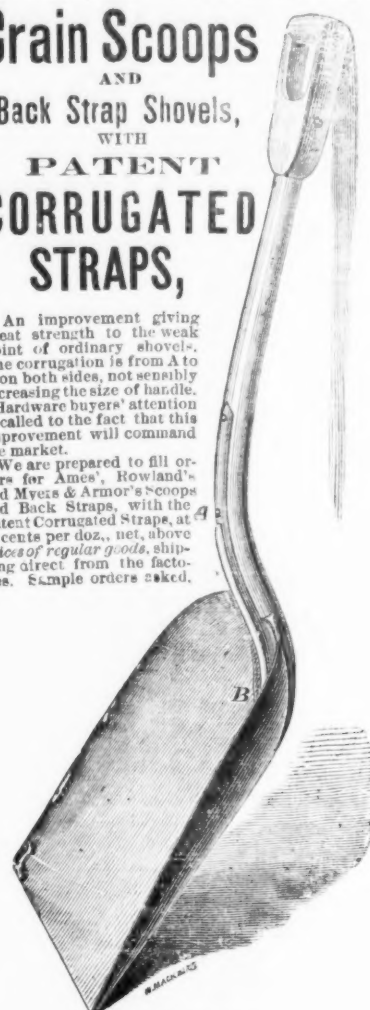 Grain Scoops
AND
Back Strap Shovels,
WITH
PATENT
CORRUGATED
STRAPS,
An improvement giving
eat strength to the weak
oint of ordinary shovels.
he corrugation is from A to
on both sides, not sensibly
creasing the size of handle.
Hardware buyers' attention
called to the fact that this
provement will command
e market.
We are prepared to fill or-
rs for Ames', Rowland's
d Myers & Armor's Scoops
d Back Straps, with the
tent Corrugated Straps, at
cents per doz., net, above
ices of regular goods, ship-
ng direct from the facto-
es. Sample orders asked.
A
B